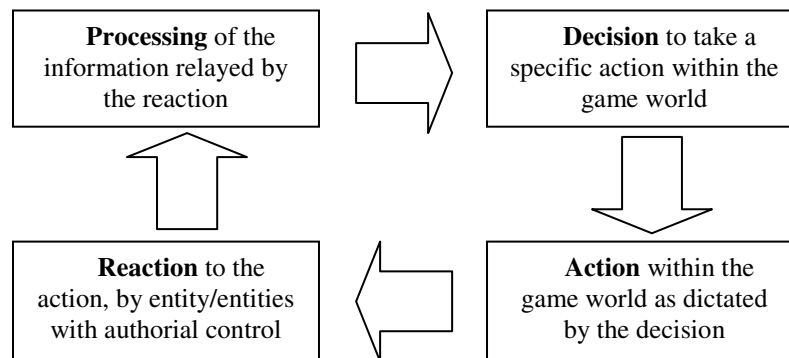 Processing of the
information relayed by
the reaction
Decision to take a
specific action within the
game world
Reaction to the
action, by entity/entities
with authorial control
Action within the
game world as dictated
by the decision